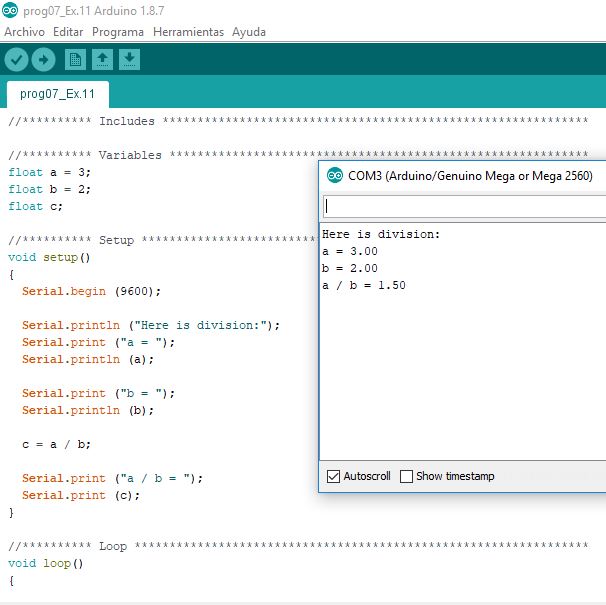 prog07_Ex.11 Arduino 1.8.7
Archivo Editar Programa Herramientas Ayuda
prog07_Ex.11
//********** Includes *************************************************************
//********** Variables *************************************************************
float a = 3;
float b = 2;
float c;
//********** Setup *************************
void setup()
{
Serial.begin (9600);
Serial.println ("Here is division:");
Serial.print ("a = ");
Serial.println (a);
Serial.print ("b = ");
Serial.println (b);
c = a / b;
Serial.print ("a / b = ");
Serial.print (c);
}
//********** Loop *****************************************************************
void loop()
{
COM3 (Arduino/Genuino Mega or Mega 2560)
Here is division:
a = 3.00
b = 2.00
a / b = 1.50
Autoscroll Show timestamp